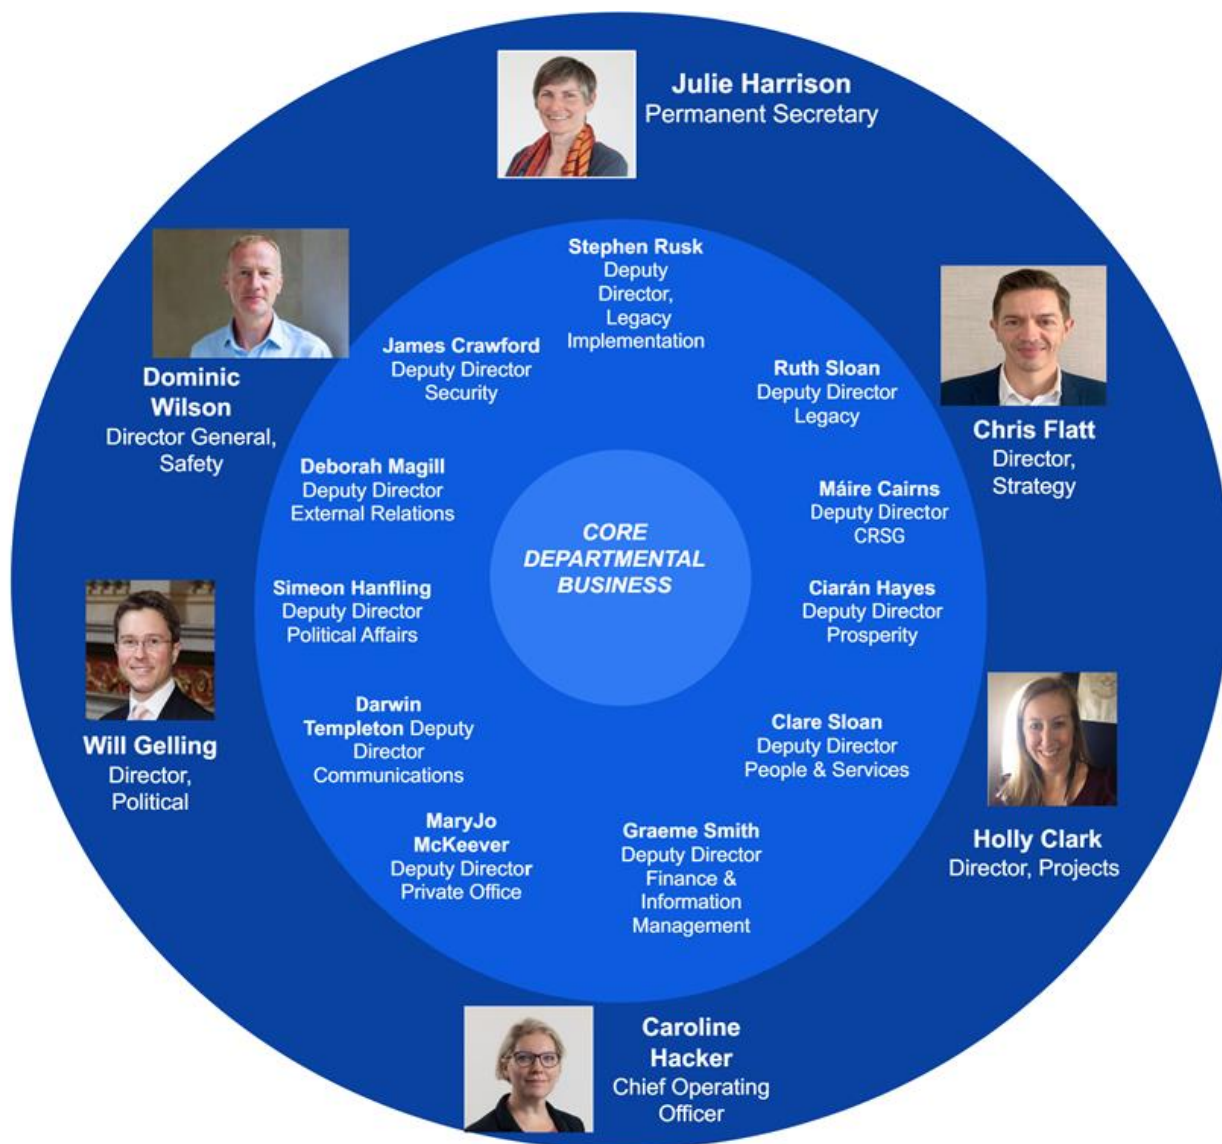 Julie Harrison
Permanent Secretary
Stephen Rusk
Deputy
Director,
Legacy
Implementation
James Crawford
Deputy Director
Security
Ruth Sloan
Deputy Director
Legacy
Dominic
Wilson
Director General,
Safety
Chris Flatt
Director,
Strategy
Deborah Magill
Deputy Director
External Relations
Máire Cairns
Deputy Director
CRSG
CORE
DEPARTMENTAL
BUSINESS
Simeon Hanfling
Deputy Director
Political Affairs
Ciarán Hayes
Deputy Director
Prosperity
Will Gelling
Director,
Political
Darwin
Templeton Deputy
Director
Communications
Clare Sloan
Deputy Director
People & Services
MaryJo
McKeever
Deputy Director
Private Office
Graeme Smith
Deputy Director
Finance &
Information
Management
Holly Clark
Director, Projects
Caroline
Hacker
Chief Operating
Officer